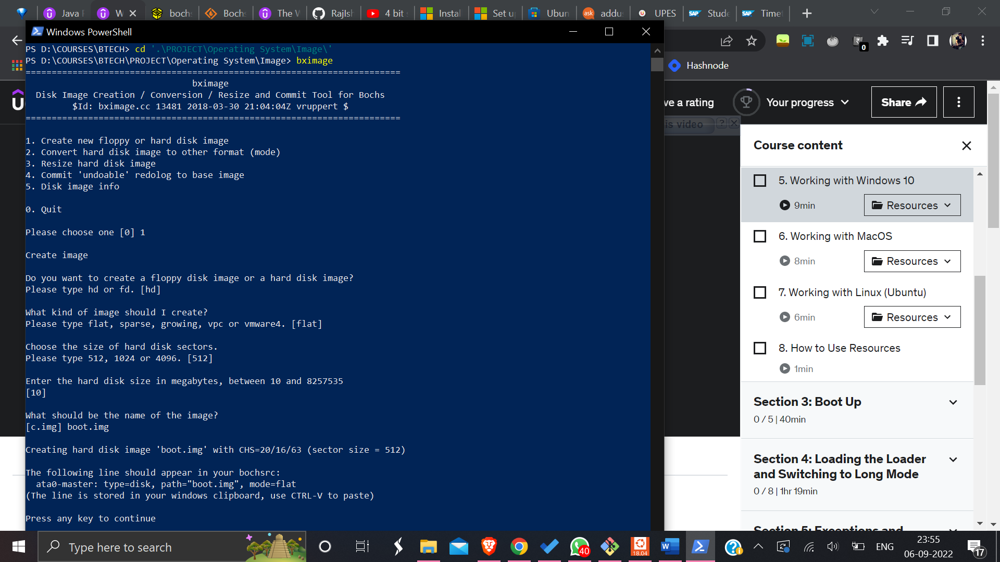 Java
W
boch
Boch
The
RajIsh
4 bit
Instal
Set u
Ubun
ask
addu
UPES
SAP
Stude
SAP
Time
Windows PowerShell
0
Hashnode
PS D:\COURSES\BTECH> cd '.\PROJECT\Operating System\Image\'
PS D:\COURSES\BTECH\PROJECT\Operating System\Image> bximage
========================================================================
bximage
Disk Image Creation / Conversion / Resize and Commit Tool for Bochs
$Id: bximage.cc 13481 2018-03-30 21:04:04Z vruppert $
========================================================================
1. Create new floppy or hard disk image
2. Convert hard disk image to other format (mode)
3. Resize hard disk image
4. Commit 'undoable' redolog to base image
5. Disk image info
0. Quit
Please choose one [0] 1
Create image
Do you want to create a floppy disk image or a hard disk image?
Please type hd or fd. [hd]
What kind of image should I create?
Please type flat, sparse, growing, vpc or vmware4. [flat]
Choose the size of hard disk sectors.
Please type 512, 1024 or 4096. [512]
Enter the hard disk size in megabytes, between 10 and 8257535
[10]
What should be the name of the image?
[c.img] boot.img
Creating hard disk image 'boot.img' with CHS=20/16/63 (sector size = 512)
The following line should appear in your bochsrc:
ata0-master: type=disk, path="boot.img", mode=flat
(The line is stored in your windows clipboard, use CTRL-V to paste)
Press any key to continue
ve a rating
Your progress
Share
is video ?
Course content
5. Working with Windows 10
9min
Resources
6. Working with MacOS
8min
Resources
7. Working with Linux (Ubuntu)
6min
Resources
8. How to Use Resources
1min
Section 3: Boot Up
0 / 5 | 40min
Section 4: Loading the Loader
and Switching to Long Mode
0 / 8 | 1hr 19min
Section 5: Exceptions and
Type here to search
40
18.04
W
ENG
23:55
06-09-2022
17